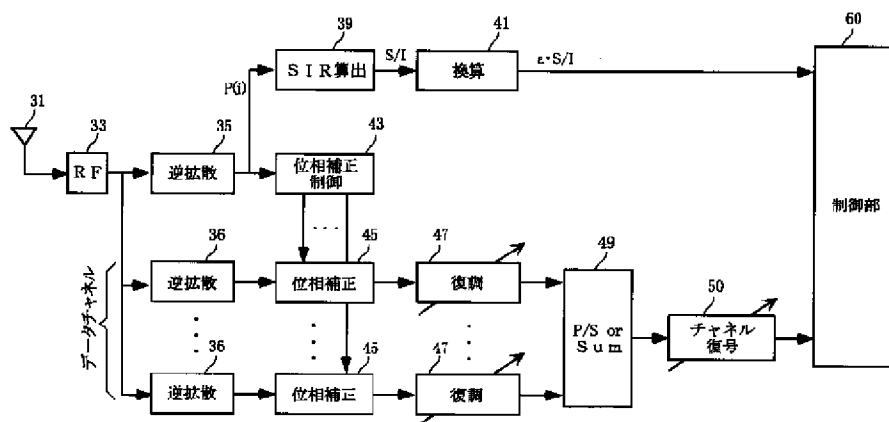 39
S/I
41
60
ＳＩＲ算出
換算
ε・S/I
P(i)
31
33
35
43
ＲＦ
逆拡散
位相補正
制御
制御部
・・・
データチャネル
36
45
47
49
逆拡散
位相補正
復調
50
P/S or
Ｓｕｍ
チャネル
復号
36
45
47
逆拡散
位相補正
復調